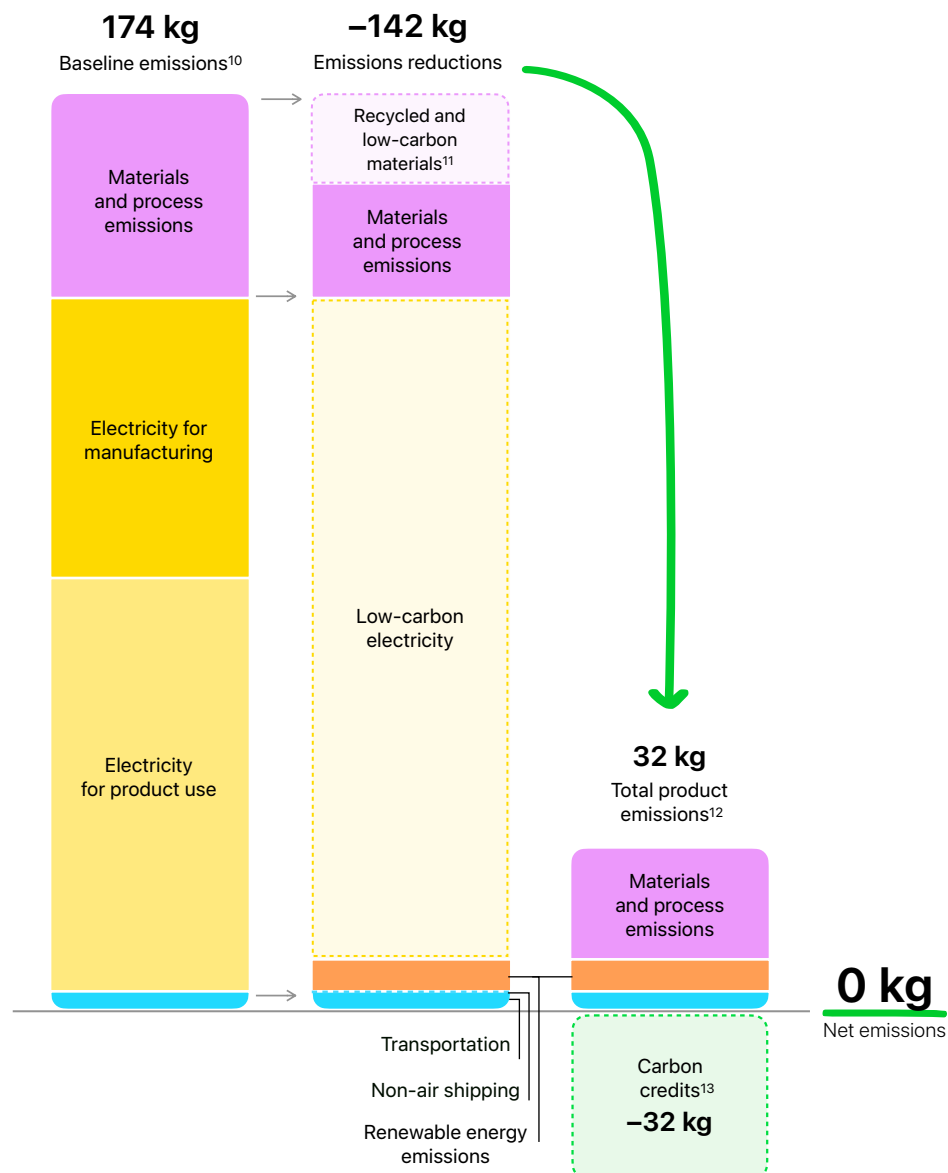 174 kg
Baseline emissions¹⁰
Materials
and process
emissions
Electricity for
manufacturing
Electricity
for product use
–142 kg
Emissions reductions
Recycled and
low-carbon
materials¹¹
Materials
and process
emissions
Low-carbon
electricity
Transportation
Non-air shipping
Renewable energy
emissions
32 kg
Total product
emissions¹²
Materials
and process
emissions
Carbon
credits¹³
–32 kg
0 kg
Net emissions